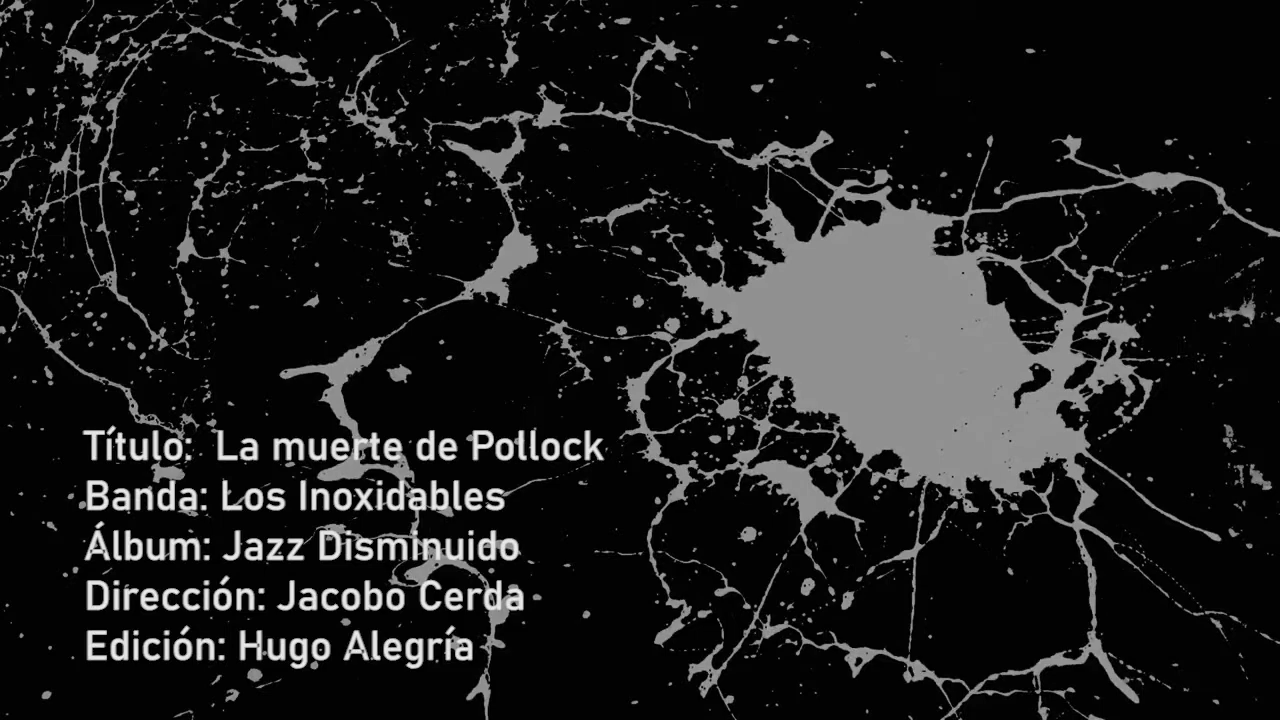 Título:  La muerte de Pollock
Banda: Los Inoxidables
Álbum: Jazz Disminuido
Dirección: Jacobo Cerda
Edición: Hugo Alegría